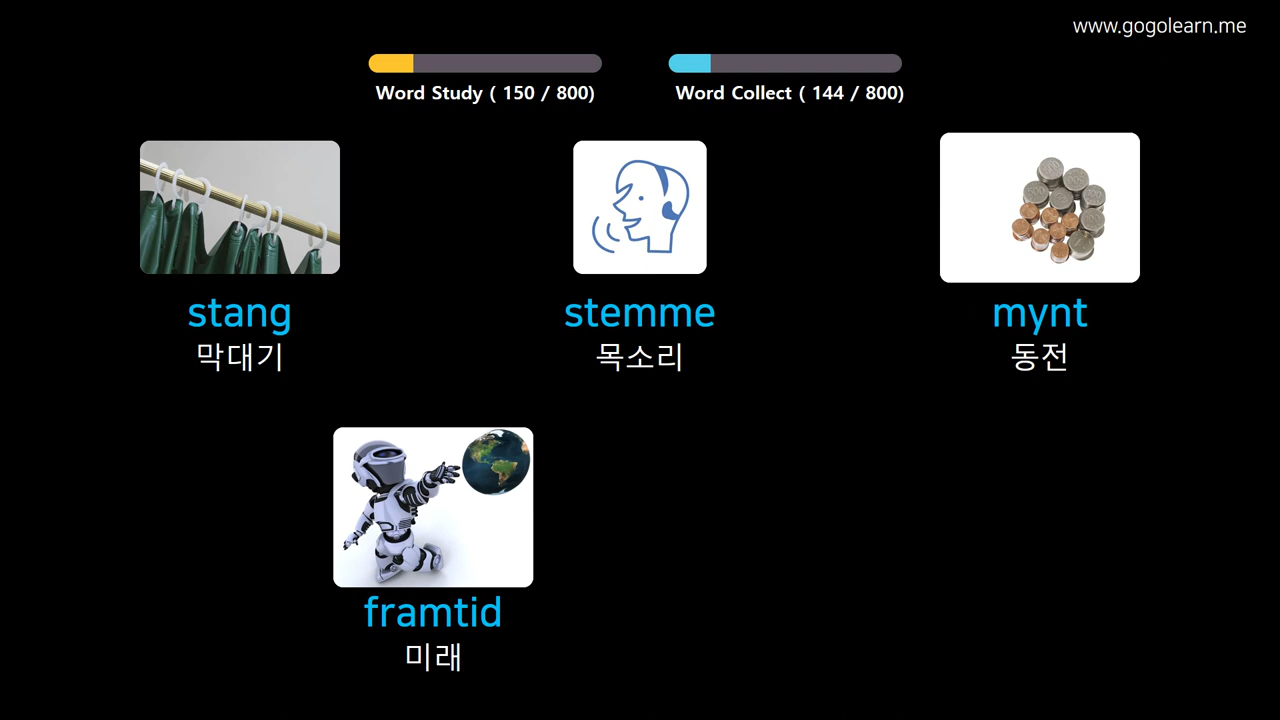 www.gogolearn.me
Word Study ( 150 / 800)
Word Collect ( 144 / 800)
stang
막대기
stemme
목소리
mynt
동전
framtid
미래